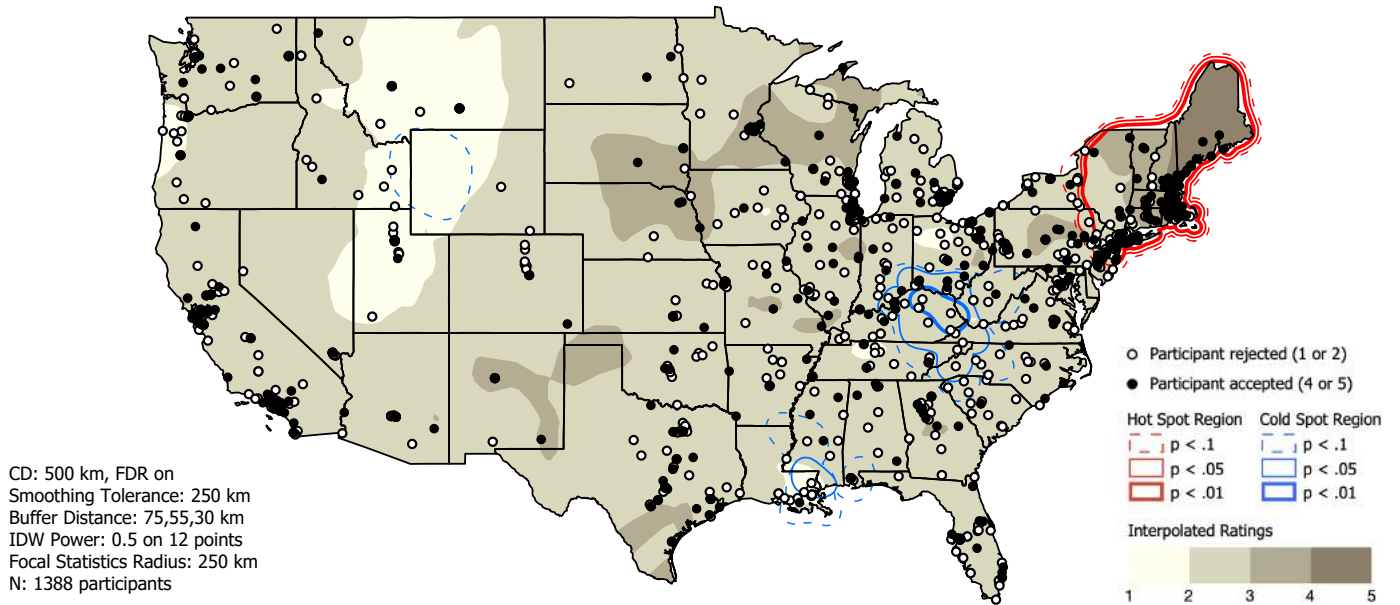 CD: 500 km, FDR on
Smoothing Tolerance: 250 km
Buffer Distance: 75,55,30 km
IDW Power: 0.5 on 12 points
Focal Statistics Radius: 250 km
N: 1388 participants
Participant rejected (1 or 2)
Participant accepted (4 or 5)
Hot Spot Region Cold Spot Region
p < .1 p < .1
p < .05 p < .05
p < .01 p < .01
Interpolated Ratings
1 2 3 4 5